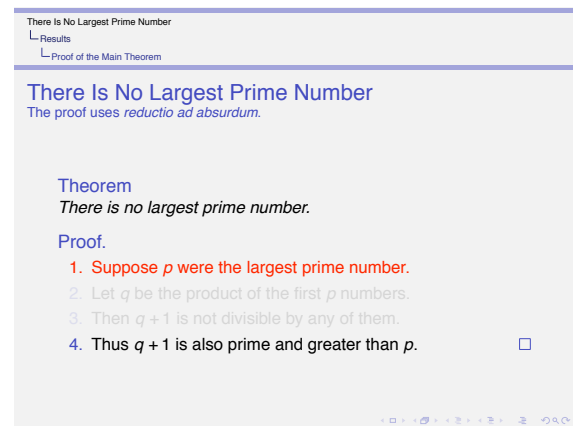 There Is No Largest Prime Number
Results
Proof of the Main Theorem
There Is No Largest Prime Number
The proof uses reductio ad absurdum.
Theorem
There is no largest prime number.
Proof.
1. Suppose p were the largest prime number.
2. Let q be the product of the first p numbers.
3. Then q + 1 is not divisible by any of them.
4. Thus q + 1 is also prime and greater than p. □